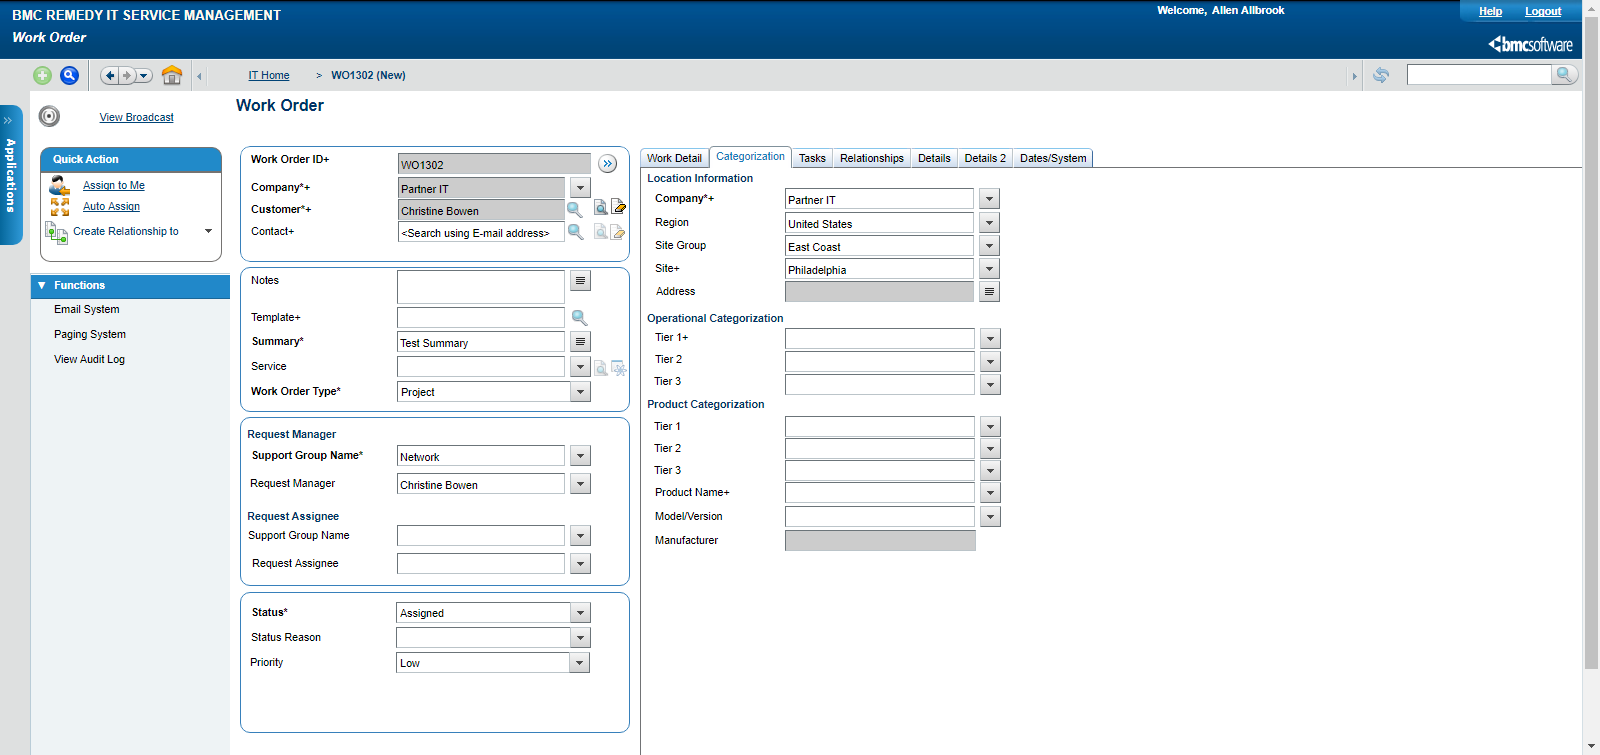 BMC REMEDY IT SERVICE MANAGEMENT
Welcome, Allen Allbrook
Help
Logout
Work Order
bmcsoftware
IT Home > WO1302 (New)
Applications
View Broadcast
Work Order
Quick Action
Assign to Me
Auto Assign
Create Relationship to
Functions
Email System
Paging System
View Audit Log
Work Order ID+ WO1302
Company*+ Partner IT
Customer*+ Christine Bowen
Contact+ <Search using E-mail address>
Notes
Template+
Summary* Test Summary
Service
Work Order Type* Project
Request Manager
Support Group Name* Network
Request Manager Christine Bowen
Request Assignee
Support Group Name
Request Assignee
Status* Assigned
Status Reason
Priority Low
Work Detail Categorization Tasks Relationships Details Details 2 Dates/System
Location Information
Company*+ Partner IT
Region United States
Site Group East Coast
Site+ Philadelphia
Address
Operational Categorization
Tier 1+
Tier 2
Tier 3
Product Categorization
Tier 1
Tier 2
Tier 3
Product Name+
Model/Version
Manufacturer